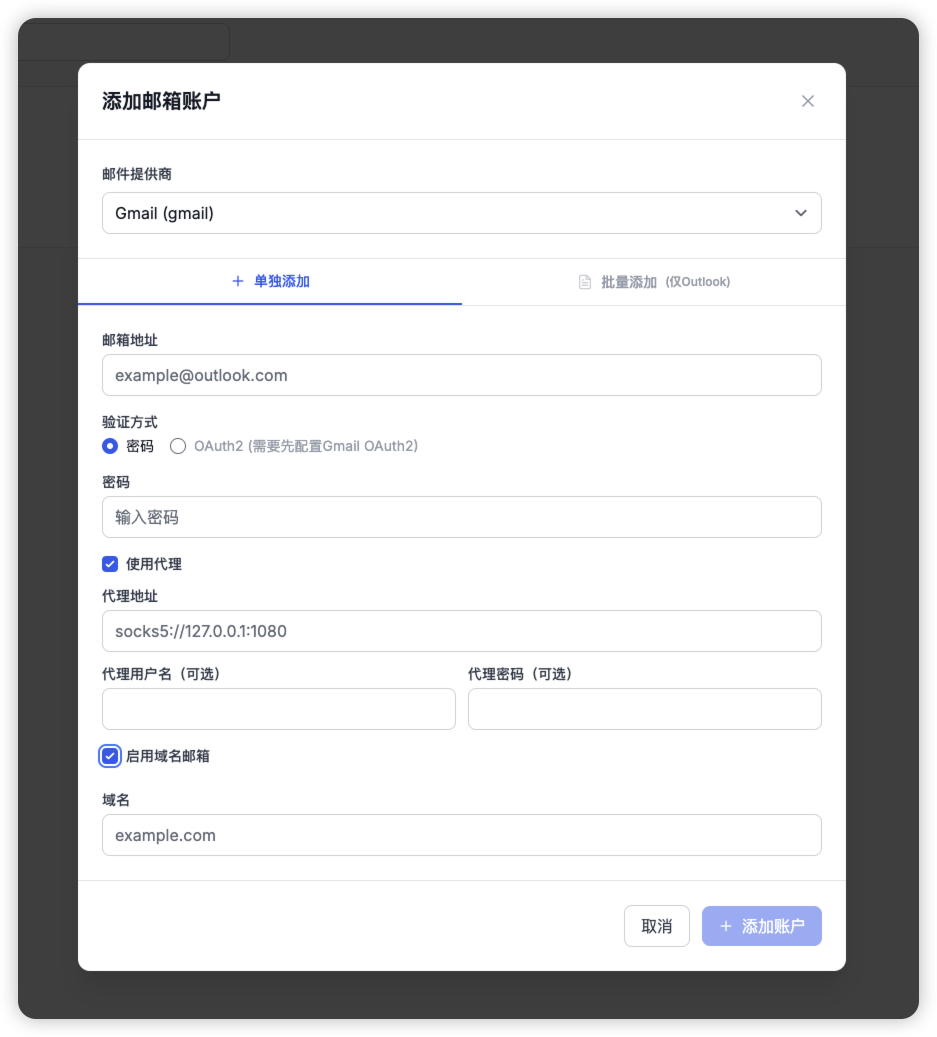 添加邮箱账户
邮件提供商
Gmail (gmail)
单独添加
批量添加 (仅Outlook)
邮箱地址
example@outlook.com
验证方式
密码 OAuth2 (需要先配置Gmail OAuth2)
密码
输入密码
使用代理
代理地址
socks5://127.0.0.1:1080
代理用户名（可选） 代理密码（可选）
启用域名邮箱
域名
example.com
取消 添加账户